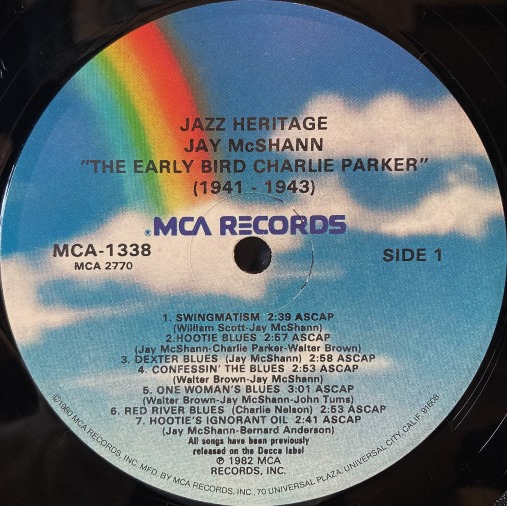 JAZZ HERITAGE
JAY McSHANN
"THE EARLY BIRD CHARLIE PARKER"
(1941 - 1943)
®MCA RECORDS
MCA-1338
MCA 2770
SIDE 1
1. SWINGMATISM 2:39 ASCAP
(William Scott-Jay McShann)
2.HOOTIE BLUES 2:57 ASCAP
(Jay McShann-Charlie Parker-Walter Brown)
3. DEXTER BLUES (Jay McShann) 2:58 ASCAP
4. CONFESSIN' THE BLUES 2:53 ASCAP
(Walter Brown-Jay McShann)
5. ONE WOMAN'S BLUES 3:01 ASCAP
(Walter Brown-Jay McShann-John Tums)
6. RED RIVER BLUES (Charlie Nelson) 2:53 ASCAP
7. HOOTIE'S IGNORANT OIL 2:41 ASCAP
(Jay McShann-Bernard Anderson)
All songs have been previously
released on the Decca label
℗ 1982 MCA
RECORDS, INC.
©1980 MCA RECORDS, INC. MFD. BY MCA RECORDS, INC., 70 UNIVERSAL PLAZA, UNIVERSAL CITY, CALIF. 91608